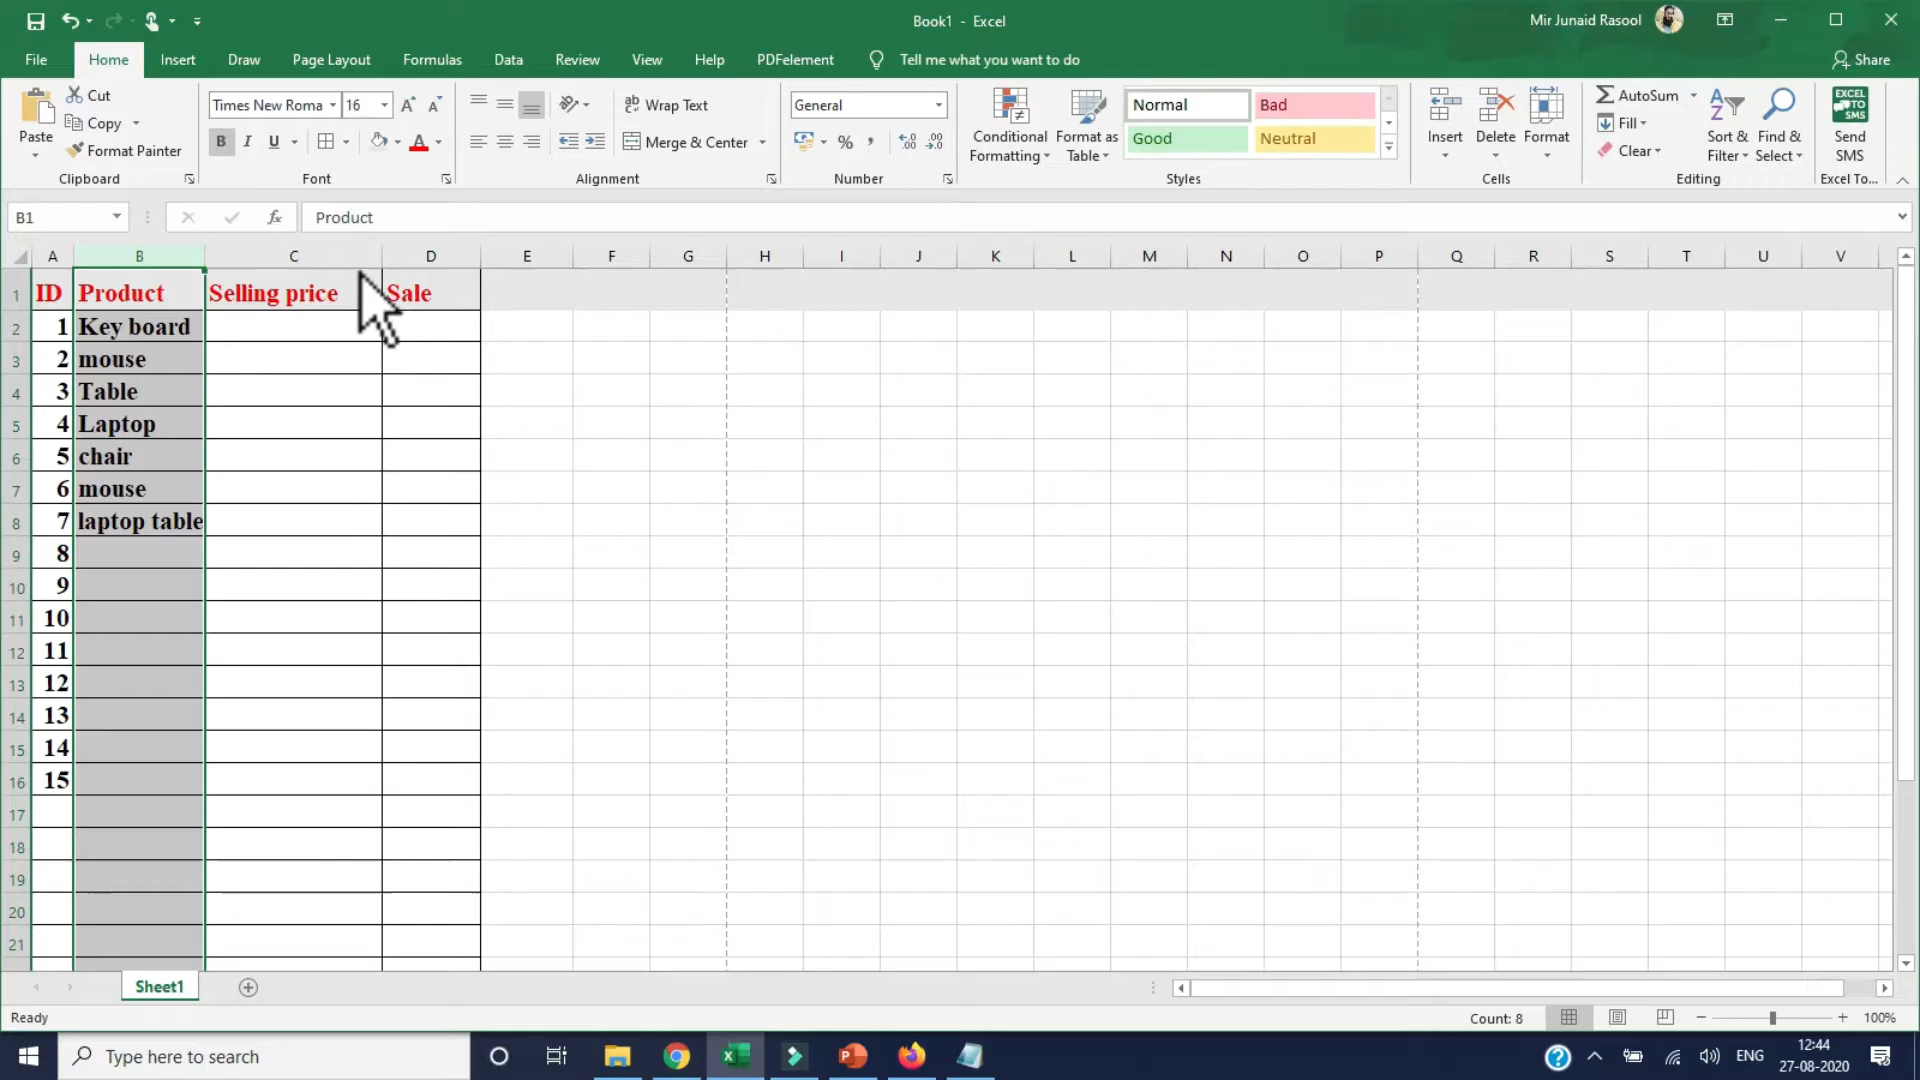 Book1 - Excel
Mir Junaid Rasool
File Home Insert Draw Page Layout Formulas Data Review View Help PDFelement Tell me what you want to do Share
Paste
Cut
Copy
Format Painter
Clipboard
Times New Roma 16
B I U
Font
Wrap Text
Merge & Center
Alignment
General
Number
Conditional Formatting
Format as Table
Normal Bad
Good Neutral
Styles
Insert Delete Format
Cells
AutoSum
Fill
Clear
Sort & Filter
Find & Select
Editing
EXCEL TO SMS
Send SMS
Excel To...
B1 fx Product
A B C D E F G H I J K L M N O P Q R S T U V
1 ID Product Selling price Sale
2 1 Key board
3 2 mouse
4 3 Table
5 4 Laptop
6 5 chair
7 6 mouse
8 7 laptop table
9 8
10 9
11 10
12 11
13 12
14 13
15 14
16 15
17
18
19
20
21
Sheet1
Ready Count: 8 100%
Type here to search
ENG
12:44
27-08-2020